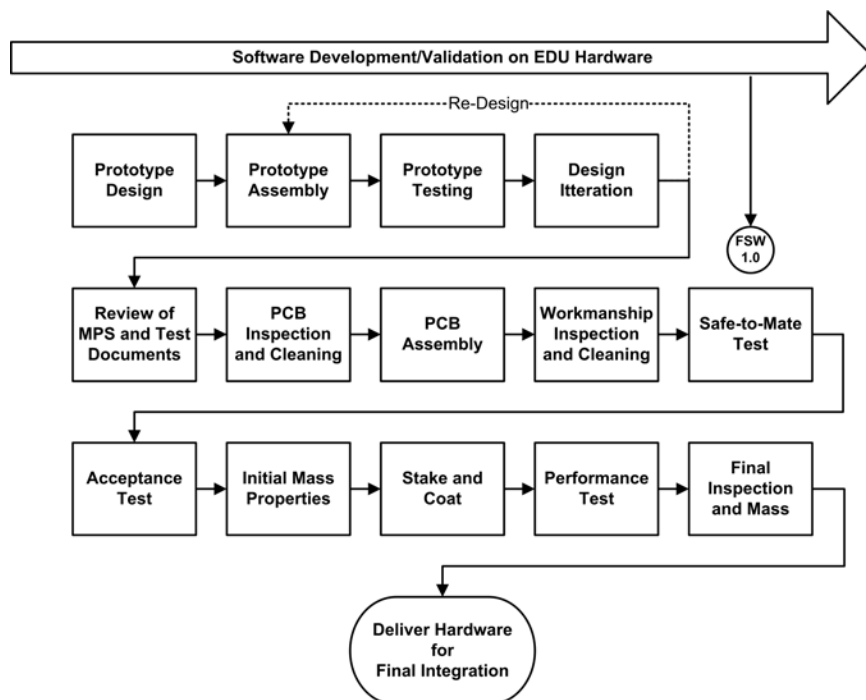 Software Development/Validation on EDU Hardware
Re-Design
Prototype
Design
Prototype
Assembly
Prototype
Testing
Design
Itteration
FSW
1.0
Review of
MPS and Test
Documents
PCB
Inspection
and Cleaning
PCB
Assembly
Workmanship
Inspection
and Cleaning
Safe-to-Mate
Test
Acceptance
Test
Initial Mass
Properties
Stake and
Coat
Performance
Test
Final
Inspection
and Mass
Deliver Hardware
for
Final Integration